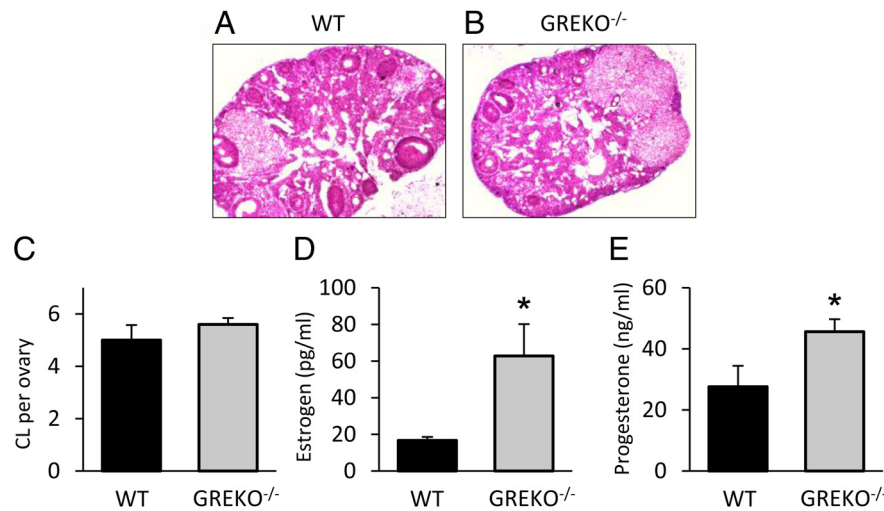 A WT B GREKO-/-
C D E
CL per ovary
6
4
2
0
WT GREKO-/-
Estrogen (pg/ml)
100
80
60
40
20
0
*
WT GREKO-/-
Progesterone (ng/ml)
60
40
20
0
*
WT GREKO-/-